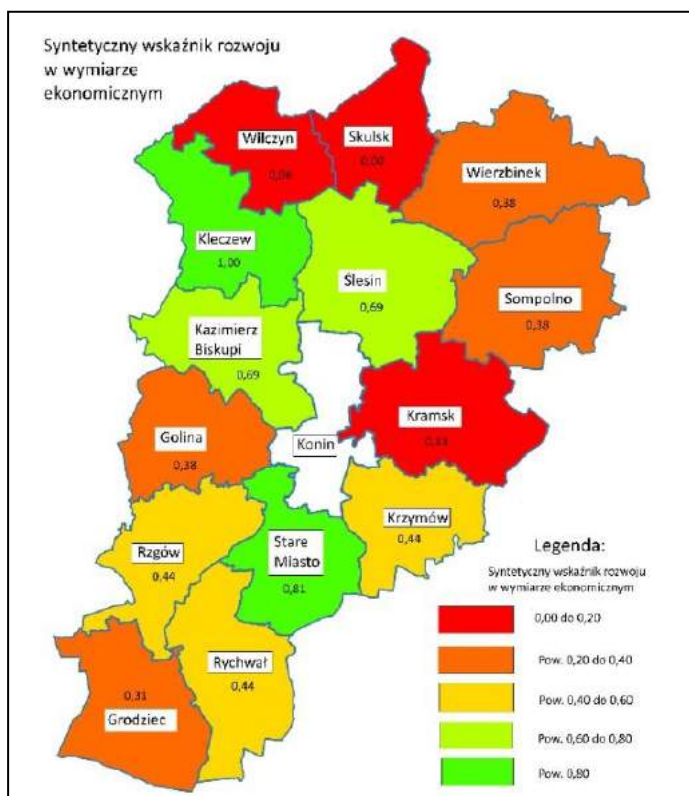 Syntetyczny wskaźnik rozwoju
w wymiarze
ekonomicznym
Wilczyn
Skulsk
0,00
Wierzbinek
0,38
Kleczew
1,00
Ślesin
0,69
Sompolno
0,38
Kazimierz
Biskupi
0,69
Kramsk
Golina
0,38
Konin
Krzymów
0,44
Rzgów
0,44
Stare
Miasto
0,81
Rychwał
0,44
0,31
Grodziec
Legenda:
Syntetyczny wskaźnik rozwoju
w wymiarze ekonomicznym
0,00 do 0,20
Pow. 0,20 do 0,40
Pow. 0,40 do 0,60
Pow. 0,60 do 0,80
Pow. 0,80